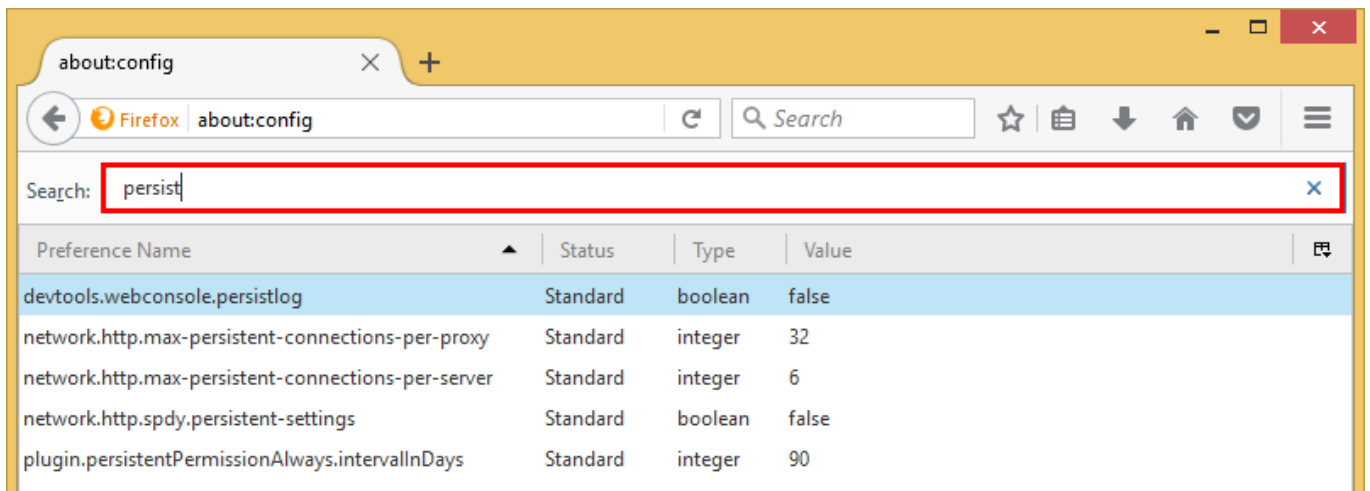 about:config
Firefox about:config Search
Search: persist
Preference Name Status Type Value
devtools.webconsole.persistlog Standard boolean false
network.http.max-persistent-connections-per-proxy Standard integer 32
network.http.max-persistent-connections-per-server Standard integer 6
network.http.spdy.persistent-settings Standard boolean false
plugin.persistentPermissionAlways.intervalInDays Standard integer 90